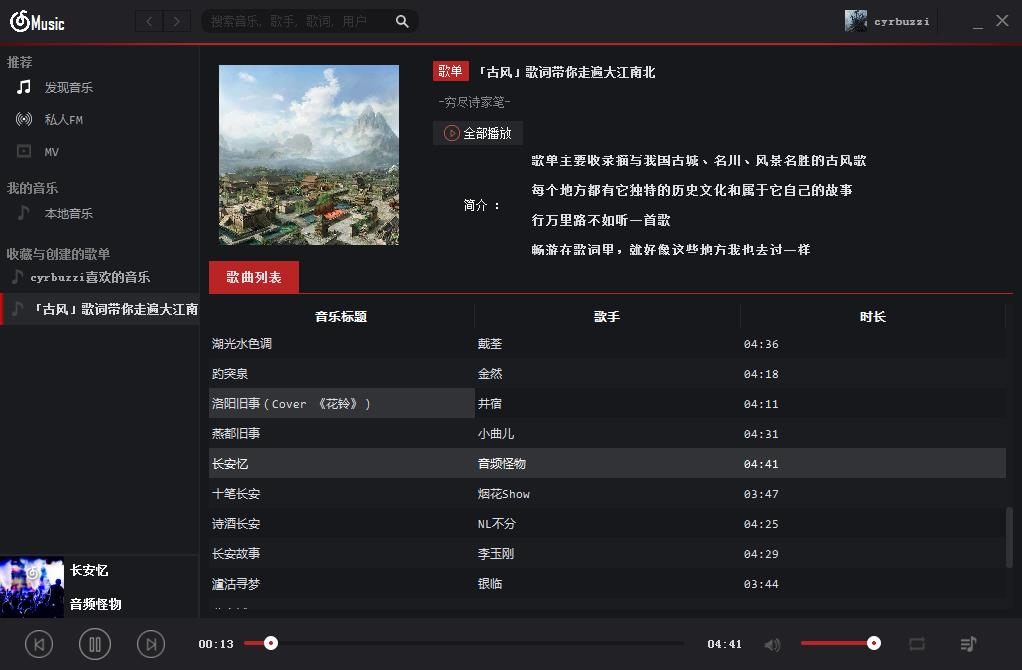 Music
搜索音乐, 歌手, 歌词, 用户
cyrbuzzi
推荐
发现音乐
私人FM
MV
我的音乐
本地音乐
收藏与创建的歌单
cyrbuzzi喜欢的音乐
「古风」歌词带你走遍大江南
歌单 「古风」歌词带你走遍大江南北
-穷尽诗家笔-
全部播放
简介 :
歌单主要收录描写我国古城、名川、风景名胜的古风歌
每个地方都有它独特的历史文化和属于它自己的故事
行万里路不如听一首歌
畅游在歌词里，就好像这些地方我也去过一样
歌曲列表
音乐标题 歌手 时长
湖光水色调 戴荃 04:36
趵突泉 金然 04:18
洛阳旧事（Cover 《花铃》） 井宿 04:11
燕都旧事 小曲儿 04:31
长安忆 音频怪物 04:41
十笔长安 烟花Show 03:47
诗酒长安 NL不分 04:25
长安故事 李玉刚 04:29
瀘沽寻梦 银临 03:44
长安忆
音频怪物
00:13 04:41